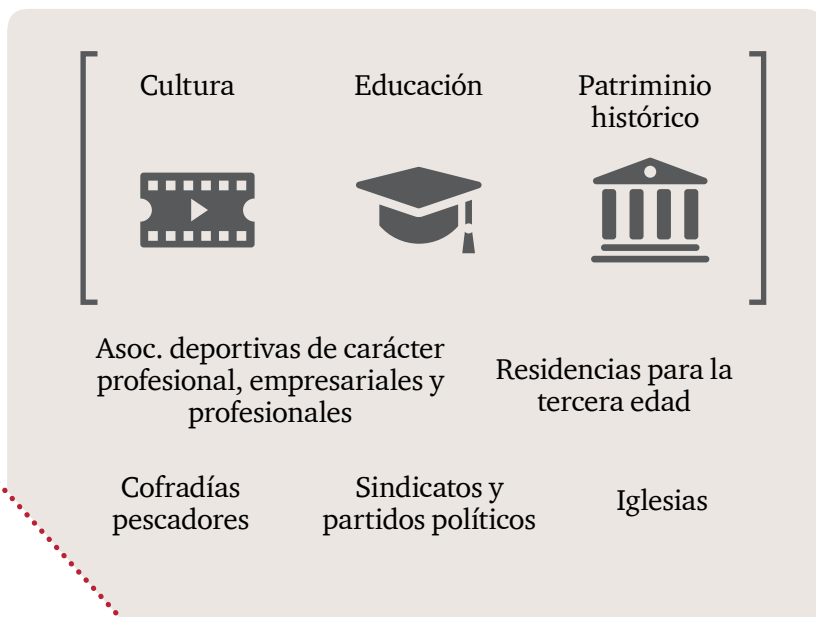 Cultura
Educación
Patriminio
histórico
Asoc. deportivas de carácter
profesional, empresariales y
profesionales
Residencias para la
tercera edad
Cofradías
pescadores
Sindicatos y
partidos políticos
Iglesias